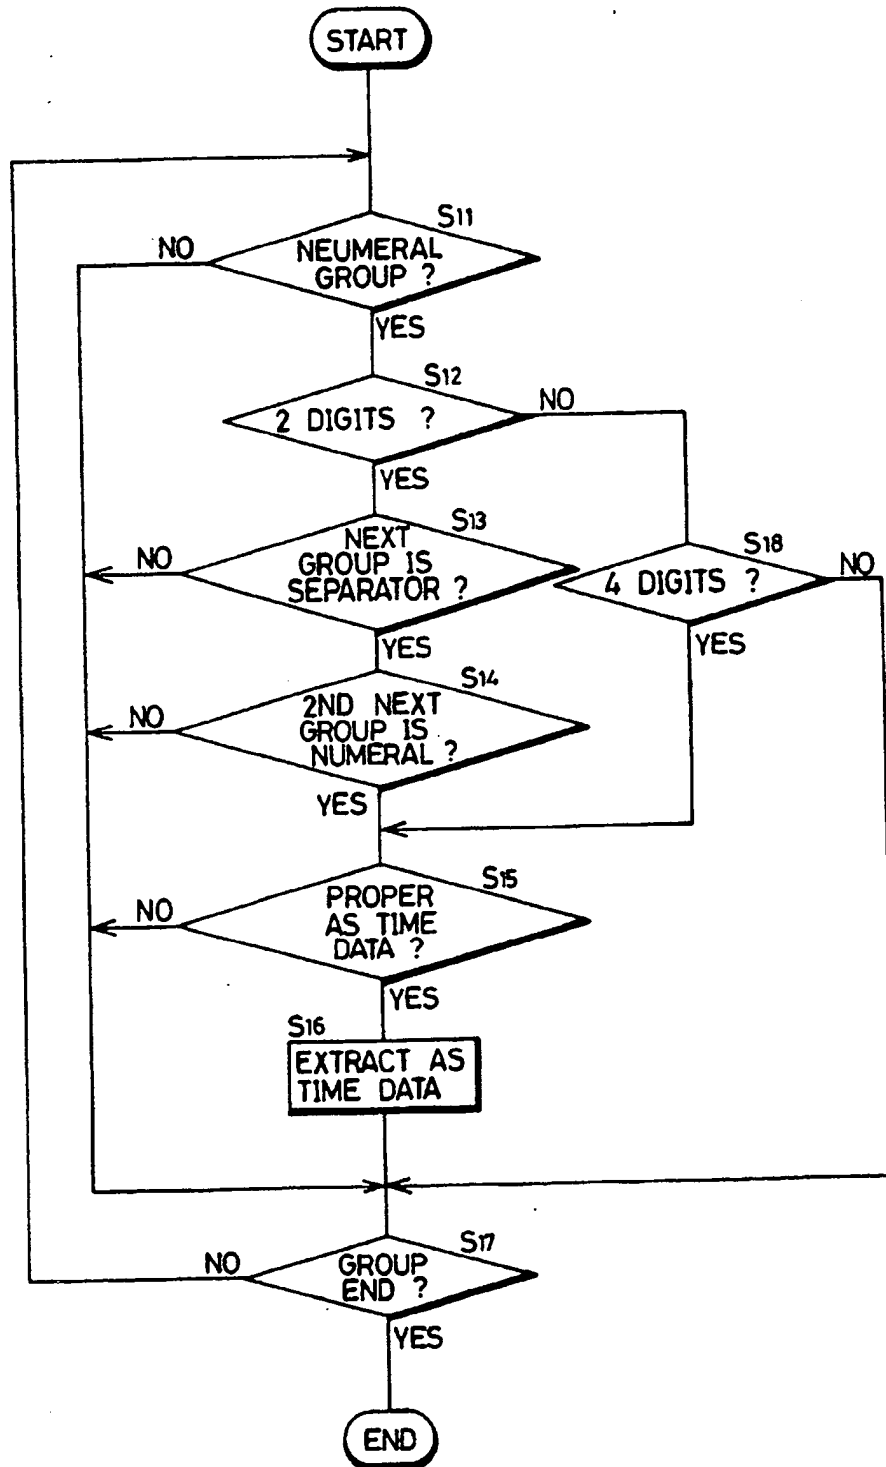 START
S11
NO
NEUMERAL
GROUP ?
YES
S12
2 DIGITS ?
NO
YES
S13
NO
NEXT
GROUP IS
SEPARATOR ?
YES
S18
4 DIGITS ?
NO
YES
S14
NO
2ND NEXT
GROUP IS
NUMERAL ?
YES
S15
NO
PROPER
AS TIME
DATA ?
YES
S16
EXTRACT AS
TIME DATA
S17
NO
GROUP
END ?
YES
END